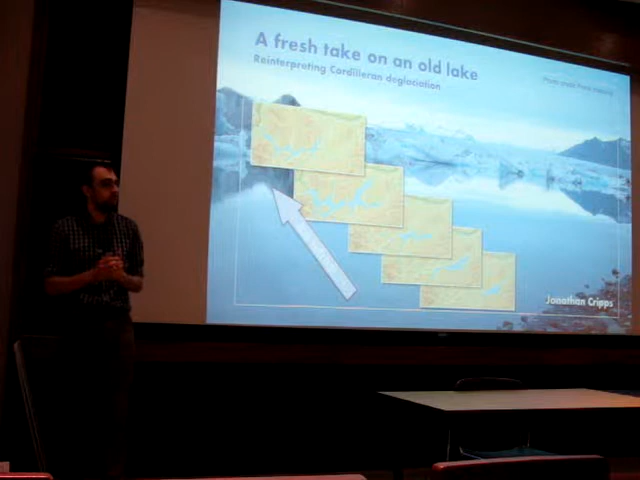 A fresh take on an old lake
Reinterpreting Cordilleran deglaciation
Jonathan Cripps